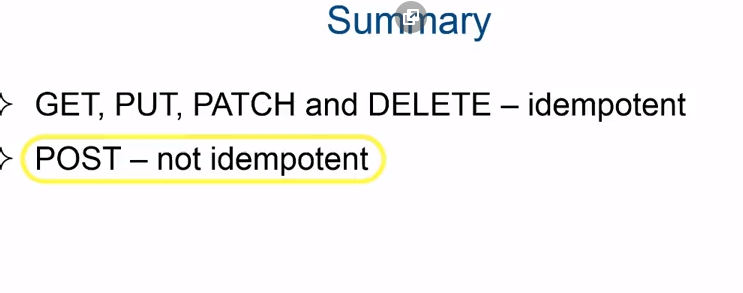 Summary
GET, PUT, PATCH and DELETE – idempotent
POST – not idempotent